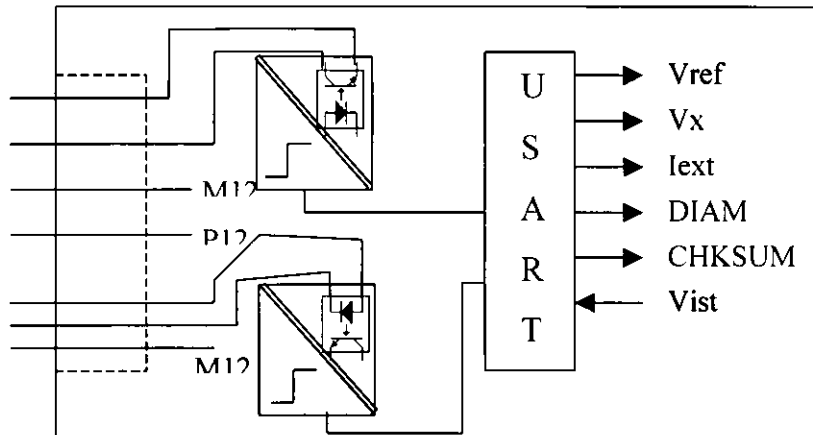 Vref
U
Vx
S
Iext
M12
A
DIAM
P12
R
CHKSUM
Vist
T
M12